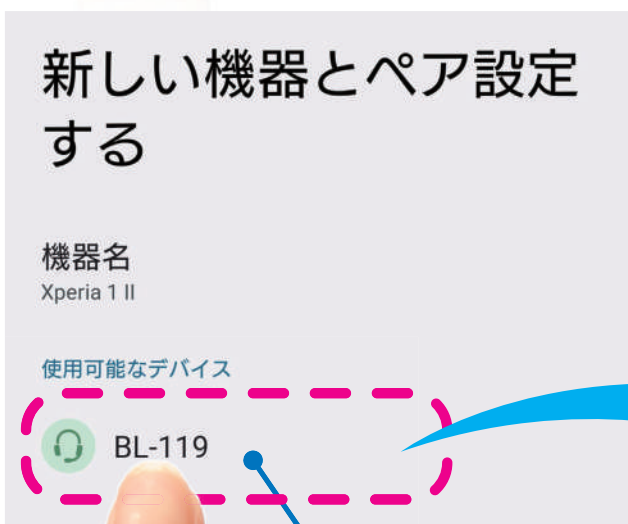 新しい機器とペア設定
する
機器名
Xperia 1 II
使用可能なデバイス
BL-119